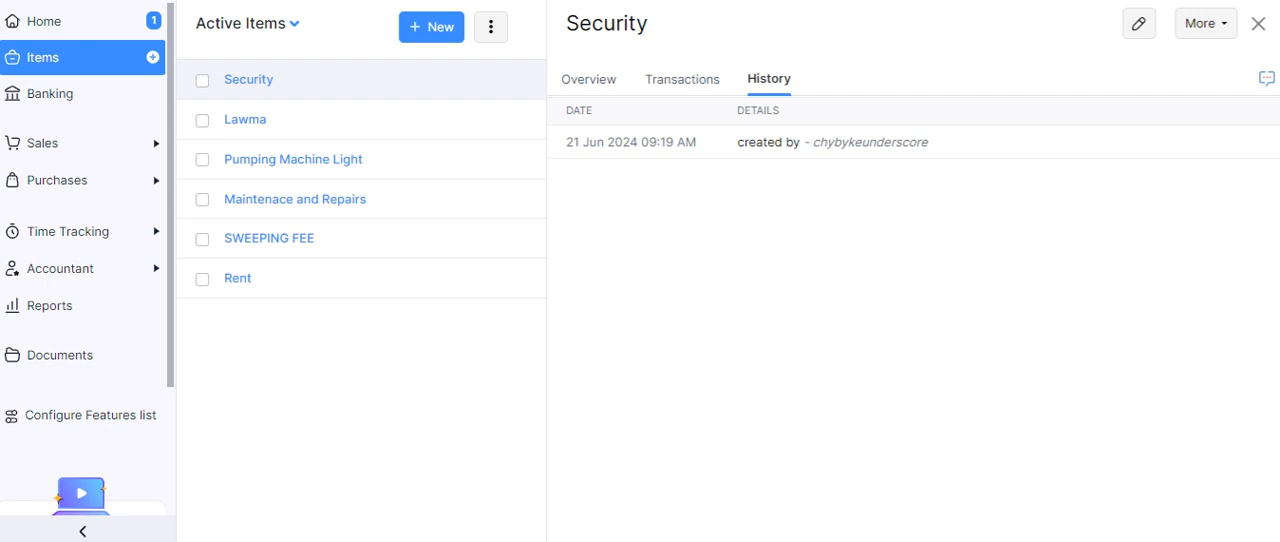 Home 1
Items
Banking
Sales
Purchases
Time Tracking
Accountant
Reports
Documents
Configure Features list
Active Items
+ New
Security
Lawma
Pumping Machine Light
Maintenace and Repairs
SWEEPING FEE
Rent
Security
More
Overview Transactions History
DATE DETAILS
21 Jun 2024 09:19 AM created by - chybykeunderscore